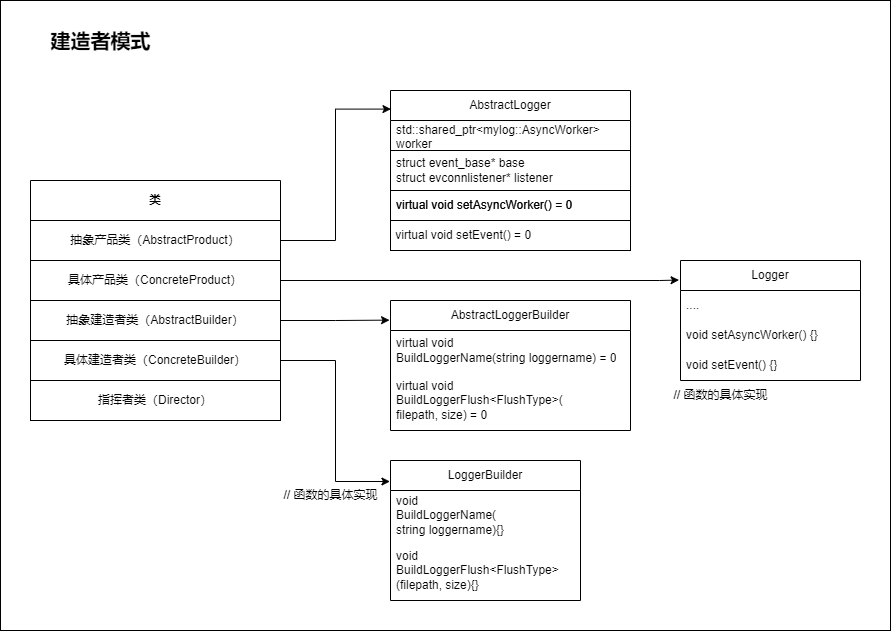 建造者模式
类
抽象产品类（AbstractProduct）
具体产品类（ConcreteProduct）
抽象建造者类（AbstractBuilder）
具体建造者类（ConcreteBuilder）
指挥者类（Director）
AbstractLogger
std::shared_ptr<mylog::AsyncWorker>
worker
struct event_base* base
struct evconnlistener* listener
virtual void setAsyncWorker() = 0
virtual void setEvent() = 0
Logger
....
void setAsyncWorker() {}
void setEvent() {}
// 函数的具体实现
AbstractLoggerBuilder
virtual void
BuildLoggerName(string loggername) = 0
virtual void
BuildLoggerFlush<FlushType>(
filepath, size) = 0
// 函数的具体实现
LoggerBuilder
void
BuildLoggerName(
string loggername){}
void
BuildLoggerFlush<FlushType>
(filepath, size){}